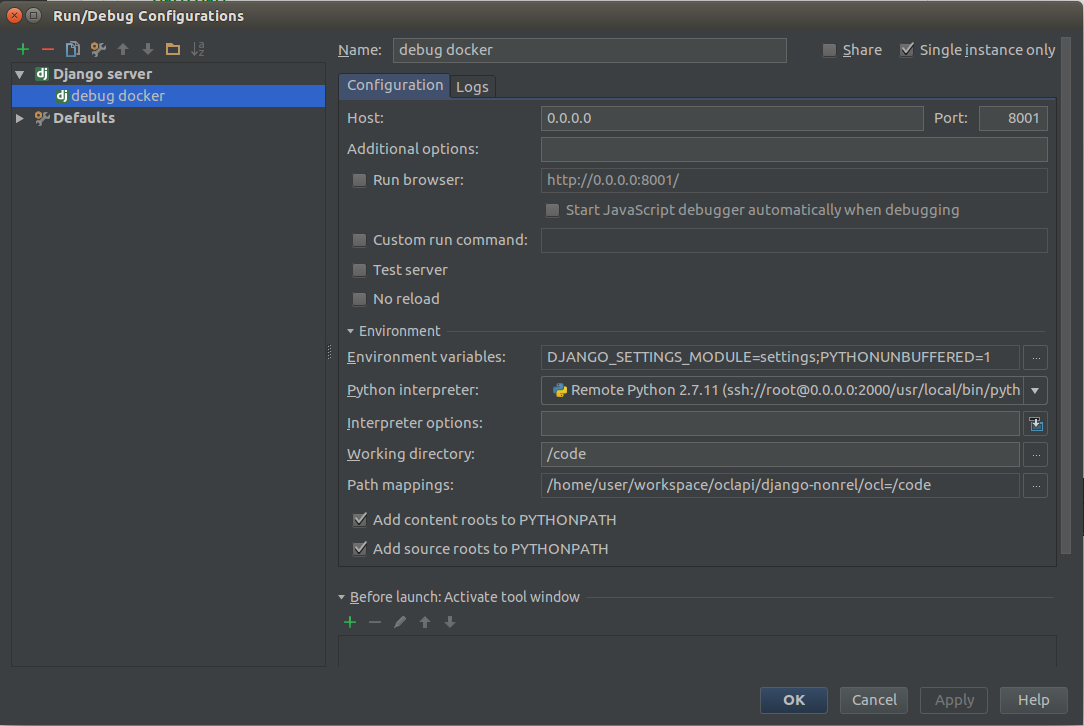 Run/Debug Configurations
Name: debug docker Share Single instance only
Django server
debug docker
Defaults
Configuration Logs
Host: 0.0.0.0 Port: 8001
Additional options:
Run browser: http://0.0.0.0:8001/
Start JavaScript debugger automatically when debugging
Custom run command:
Test server
No reload
Environment
Environment variables: DJANGO_SETTINGS_MODULE=settings;PYTHONUNBUFFERED=1 ...
Python interpreter: Remote Python 2.7.11 (ssh://root@0.0.0.0:2000/usr/local/bin/pyth
Interpreter options:
Working directory: /code ...
Path mappings: /home/user/workspace/oclapi/django-nonrel/ocl=/code ...
Add content roots to PYTHONPATH
Add source roots to PYTHONPATH
Before launch: Activate tool window
OK Cancel Apply Help